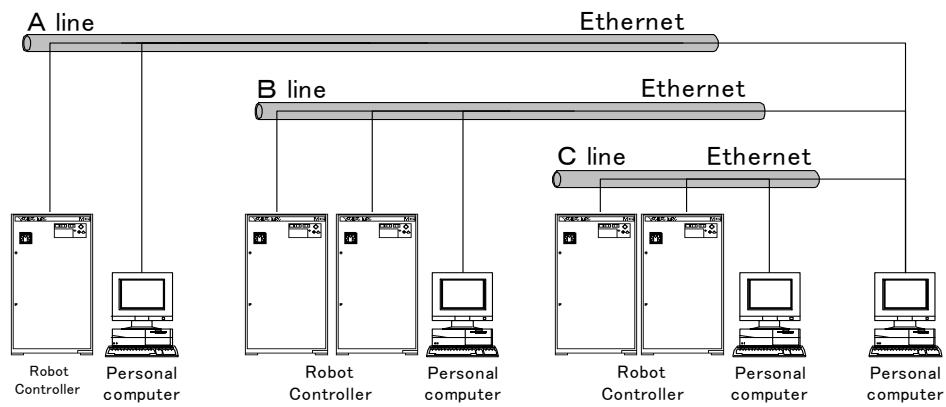 A line
Ethernet
B line
Ethernet
C line
Ethernet
Robot
Controller
Personal
computer
Robot
Controller
Personal
computer
Robot
Controller
Personal
computer
Personal
computer